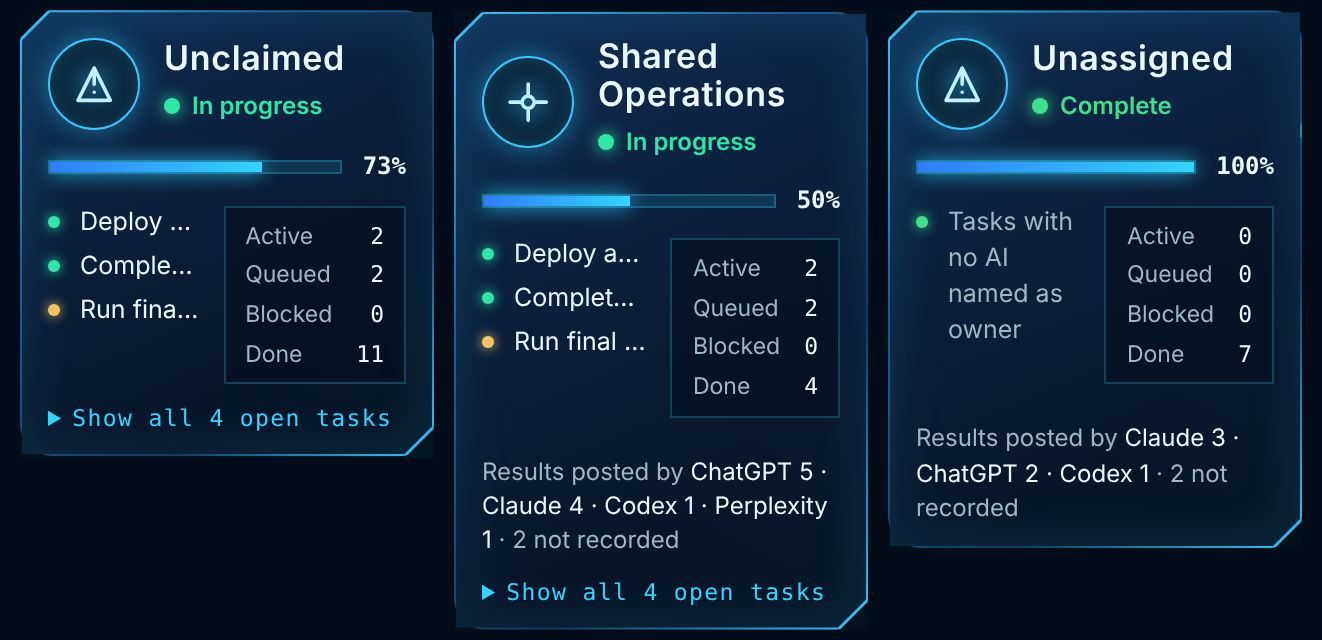 Unclaimed
In progress
73%
Deploy ...
Comple...
Run fina...
Active 2
Queued 2
Blocked 0
Done 11
Show all 4 open tasks
Shared
Operations
In progress
50%
Deploy a...
Complet...
Run final ...
Active 2
Queued 2
Blocked 0
Done 4
Results posted by ChatGPT 5 ·
Claude 4 · Codex 1 · Perplexity
1 · 2 not recorded
Show all 4 open tasks
Unassigned
Complete
100%
Tasks with
no AI
named as
owner
Active 0
Queued 0
Blocked 0
Done 7
Results posted by Claude 3 ·
ChatGPT 2 · Codex 1 · 2 not
recorded